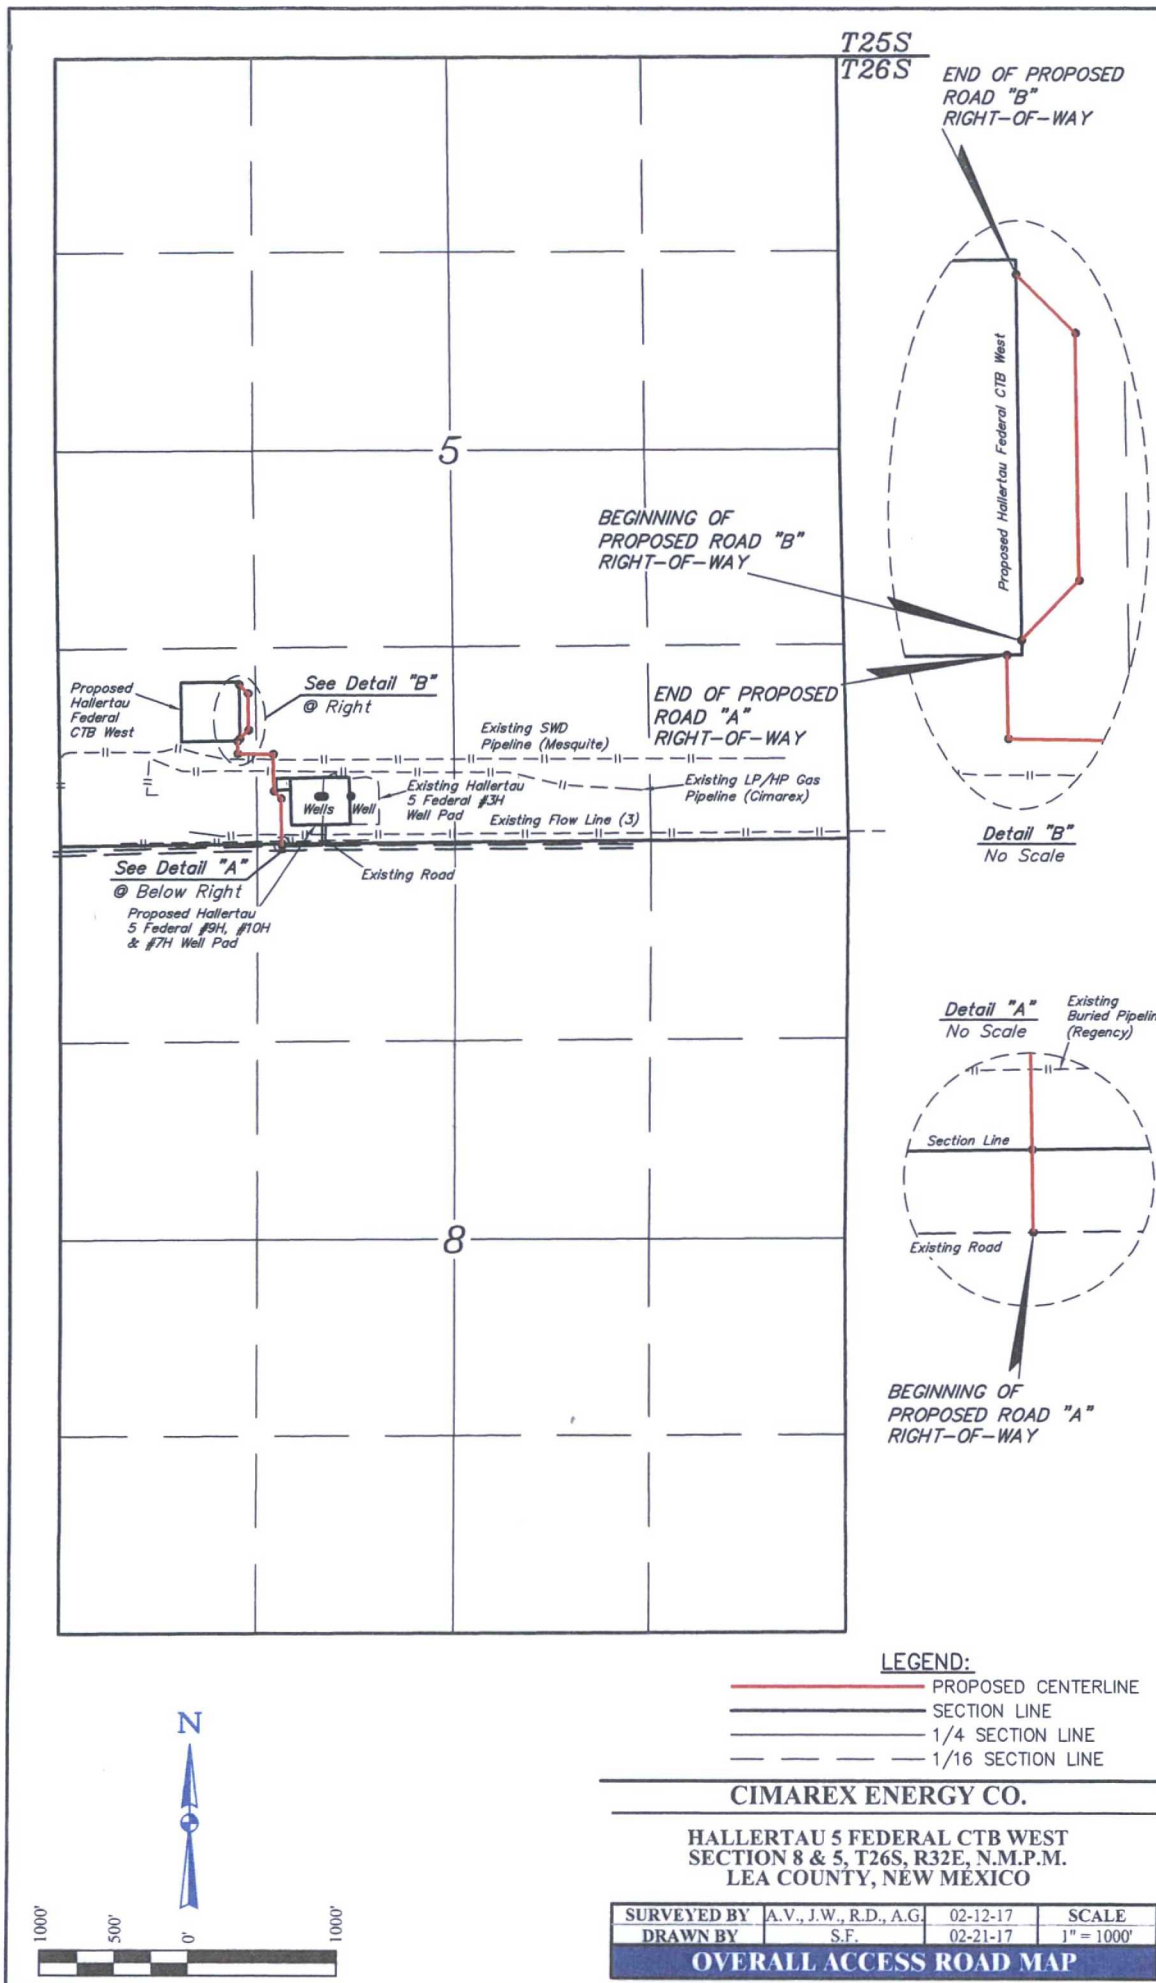 T25S
T26S
END OF PROPOSED
ROAD "B"
RIGHT-OF-WAY
Proposed Hallertau Federal CTB West
5
BEGINNING OF
PROPOSED ROAD "B"
RIGHT-OF-WAY
END OF PROPOSED
ROAD "A"
RIGHT-OF-WAY
Proposed
Hallertau
Federal
CTB West
See Detail "B"
@ Right
Existing SWD
Pipeline (Mesquite)
Existing Hallertau
5 Federal #3H
Well Pad
Existing LP/HP Gas
Pipeline (Cimarex)
Wells
Well
Existing Flow Line (3)
Detail "B"
No Scale
See Detail "A"
@ Below Right
Existing Road
Proposed Hallertau
5 Federal #9H, #10H
& #7H Well Pad
Detail "A"
No Scale
Existing
Buried Pipelin
(Regency)
Section Line
Existing Road
8
BEGINNING OF
PROPOSED ROAD "A"
RIGHT-OF-WAY
LEGEND:
PROPOSED CENTERLINE
SECTION LINE
1/4 SECTION LINE
1/16 SECTION LINE
N
1000' 500' 0' 1000'
CIMAREX ENERGY CO.
HALLERTAU 5 FEDERAL CTB WEST
SECTION 8 & 5, T26S, R32E, N.M.P.M.
LEA COUNTY, NEW MEXICO
SURVEYED BY A.V., J.W., R.D., A.G. 02-12-17 SCALE
DRAWN BY S.F. 02-21-17 1" = 1000'
OVERALL ACCESS ROAD MAP